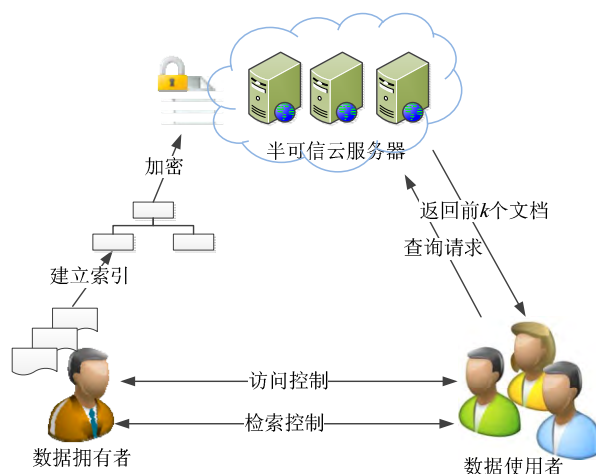 半可信云服务器
加密
返回前k个文档
查询请求
建立索引
访问控制
检索控制
数据拥有者
数据使用者